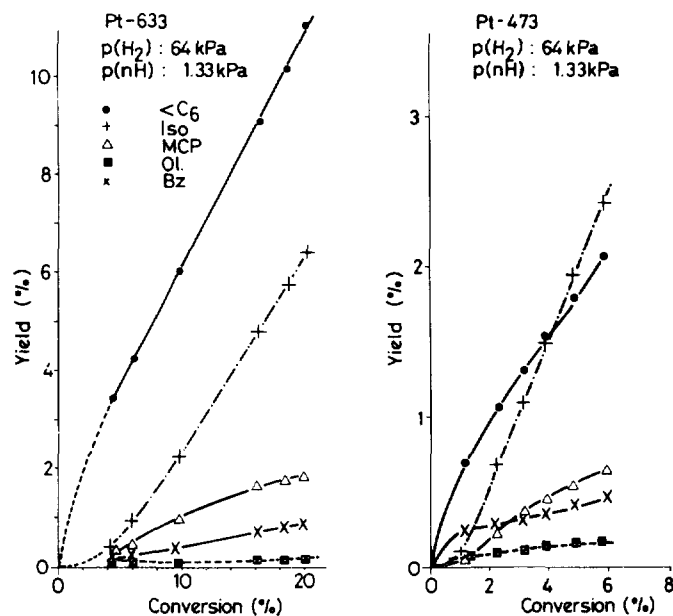 Pt-633
p(H2) : 64 kPa
p(nH) : 1.33 kPa
<C6
Iso
MCP
Ol.
Bz
10
8
6
4
2
0
Yield (%)
0
10
20
Conversion (%)
Pt-473
p(H2) : 64 kPa
p(nH) : 1.33 kPa
3
2
1
0
Yield (%)
0
2
4
6
8
Conversion (%)